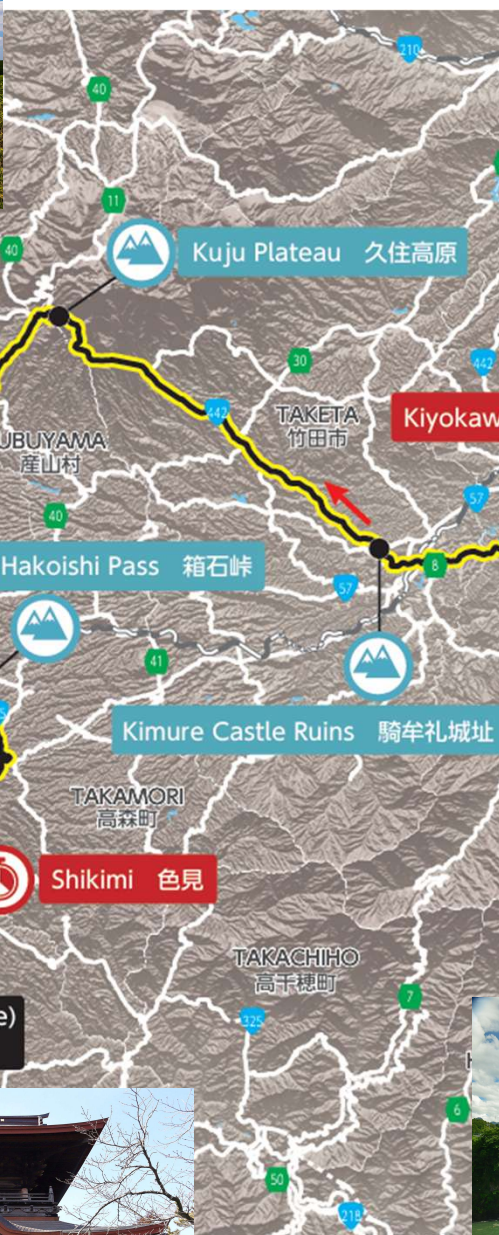 210
40
11
40
Kuju Plateau 久住高原
30
442
442
TAKETA
竹田市
Kiyokaw
UBUYAMA
産山村
57
40
8
Hakoishi Pass 箱石峠
57
41
Kimure Castle Ruins 騎牟礼城址
TAKAMORI
高森町
Shikimi 色見
TAKACHIHO
高千穂町
7
e)
325
H
6
50
218